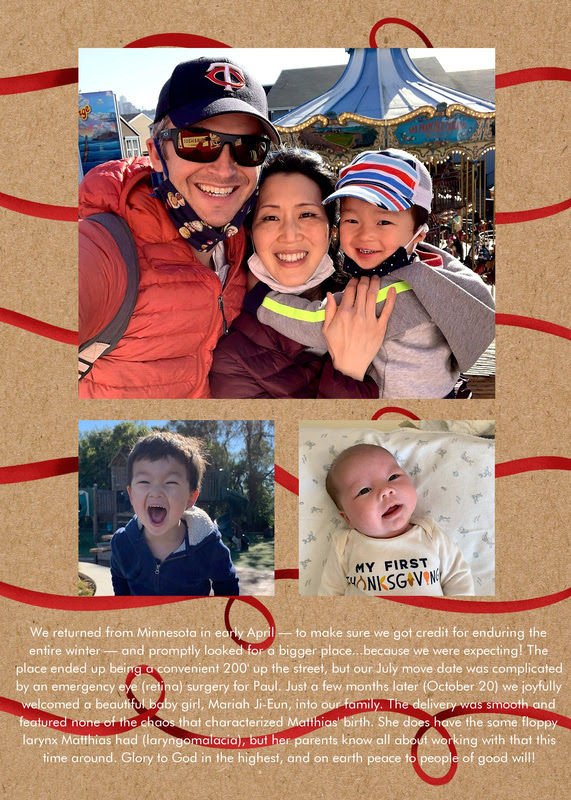 MY FIRST
THANKSGIVING
We returned from Minnesota in early April — to make sure we got credit for enduring the
entire winter — and promptly looked for a bigger place...because we were expecting! The
place ended up being a convenient 200' up the street, but our July move date was complicated
by an emergency eye (retina) surgery for Paul. Just a few months later (October 20) we joyfully
welcomed a beautiful baby girl, Mariah Ji-Eun, into our family. The delivery was smooth and
featured none of the chaos that characterized Matthias' birth. She does have the same floppy
larynx Matthias had (laryngomalacia), but her parents know all about working with that this
time around. Glory to God in the highest, and on earth peace to people of good will!